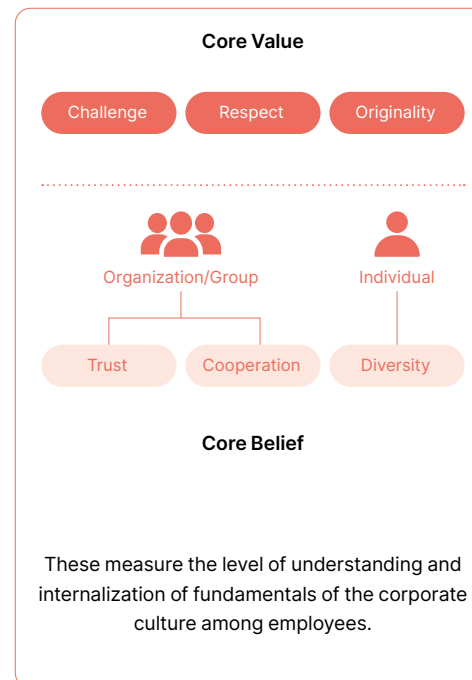 Core Value
Challenge
Respect
Originality
Organization/Group
Individual
Trust
Cooperation
Diversity
Core Belief
These measure the level of understanding and
internalization of fundamentals of the corporate
culture among employees.